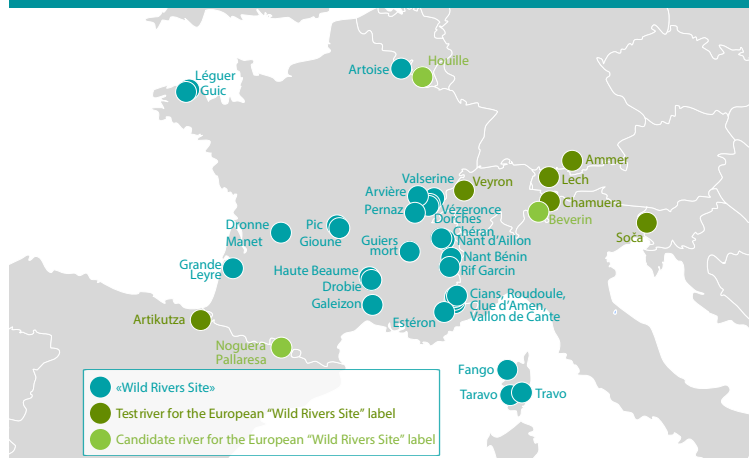 Houille
Artoise
Léguer
Guic
Ammer
Valserine
Lech
Veyron
Arvière
Chamuera
Pernaz
Vézeronce
Beverin
Dorches
Dronne
Pic
Chéran
Soča
Manet
Gioune
Guiers
Nant d'Aillon
mort
Nant Bénin
Grande
Leyre
Haute Beaume
Rif Garcin
Drobie
Cians, Roudoule,
Galeizon
Clue d'Amen,
Vallon de Cante
Artikutza
Estéron
Noguera
Pallaresa
Fango
Taravo
Travo
«Wild Rivers Site»
Test river for the European “Wild Rivers Site” label
Candidate river for the European “Wild Rivers Site” label